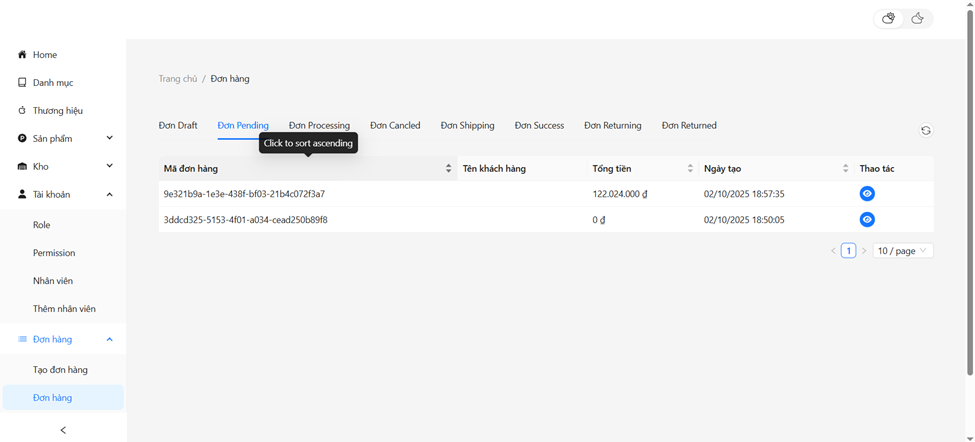 Home
Danh mục
Thương hiệu
Sản phẩm
Kho
Tài khoản
Role
Permission
Nhân viên
Thêm nhân viên
Đơn hàng
Tạo đơn hàng
Đơn hàng
Trang chủ / Đơn hàng
Đơn Draft Đơn Pending Đơn Processing Đơn Cancled Đơn Shipping Đơn Success Đơn Returning Đơn Returned
Click to sort ascending
Mã đơn hàng Tên khách hàng Tổng tiền Ngày tạo Thao tác
9e321b9a-1e3e-438f-bf03-21b4c072f3a7 122.024.000 ₫ 02/10/2025 18:57:35
3ddcd325-5153-4f01-a034-cead250b89f8 0 ₫ 02/10/2025 18:50:05
1 10 / page